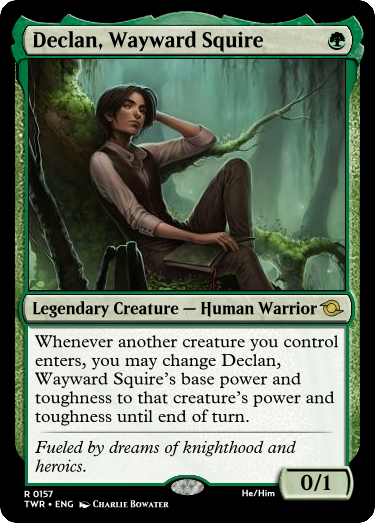 Declan, Wayward Squire
Legendary Creature — Human Warrior
Whenever another creature you control
enters, you may change Declan,
Wayward Squire's base power and
toughness to that creature's power and
toughness until end of turn.
Fueled by dreams of knighthood and
heroics.
0/1
R 0157
He/Him
TWR • ENG Charlie Bowater